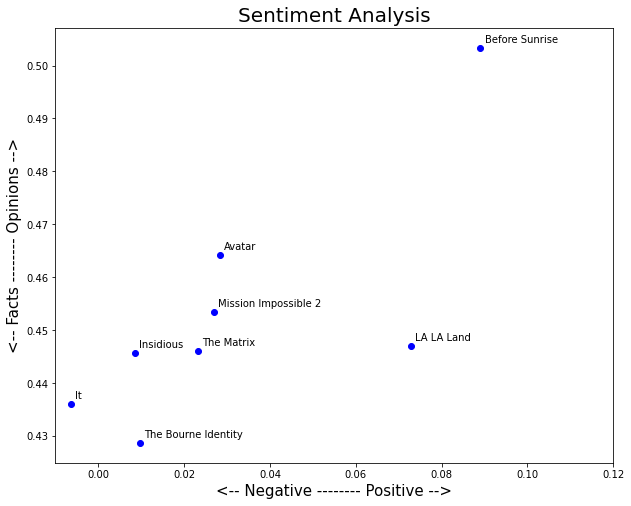 Sentiment Analysis
Before Sunrise
Avatar
Mission Impossible 2
LA LA Land
The Matrix
Insidious
It
The Bourne Identity
0.50
0.49
0.48
0.47
0.46
0.45
0.44
0.43
<-- Facts -------- Opinions -->
0.00 0.02 0.04 0.06 0.08 0.10 0.12
<-- Negative -------- Positive -->